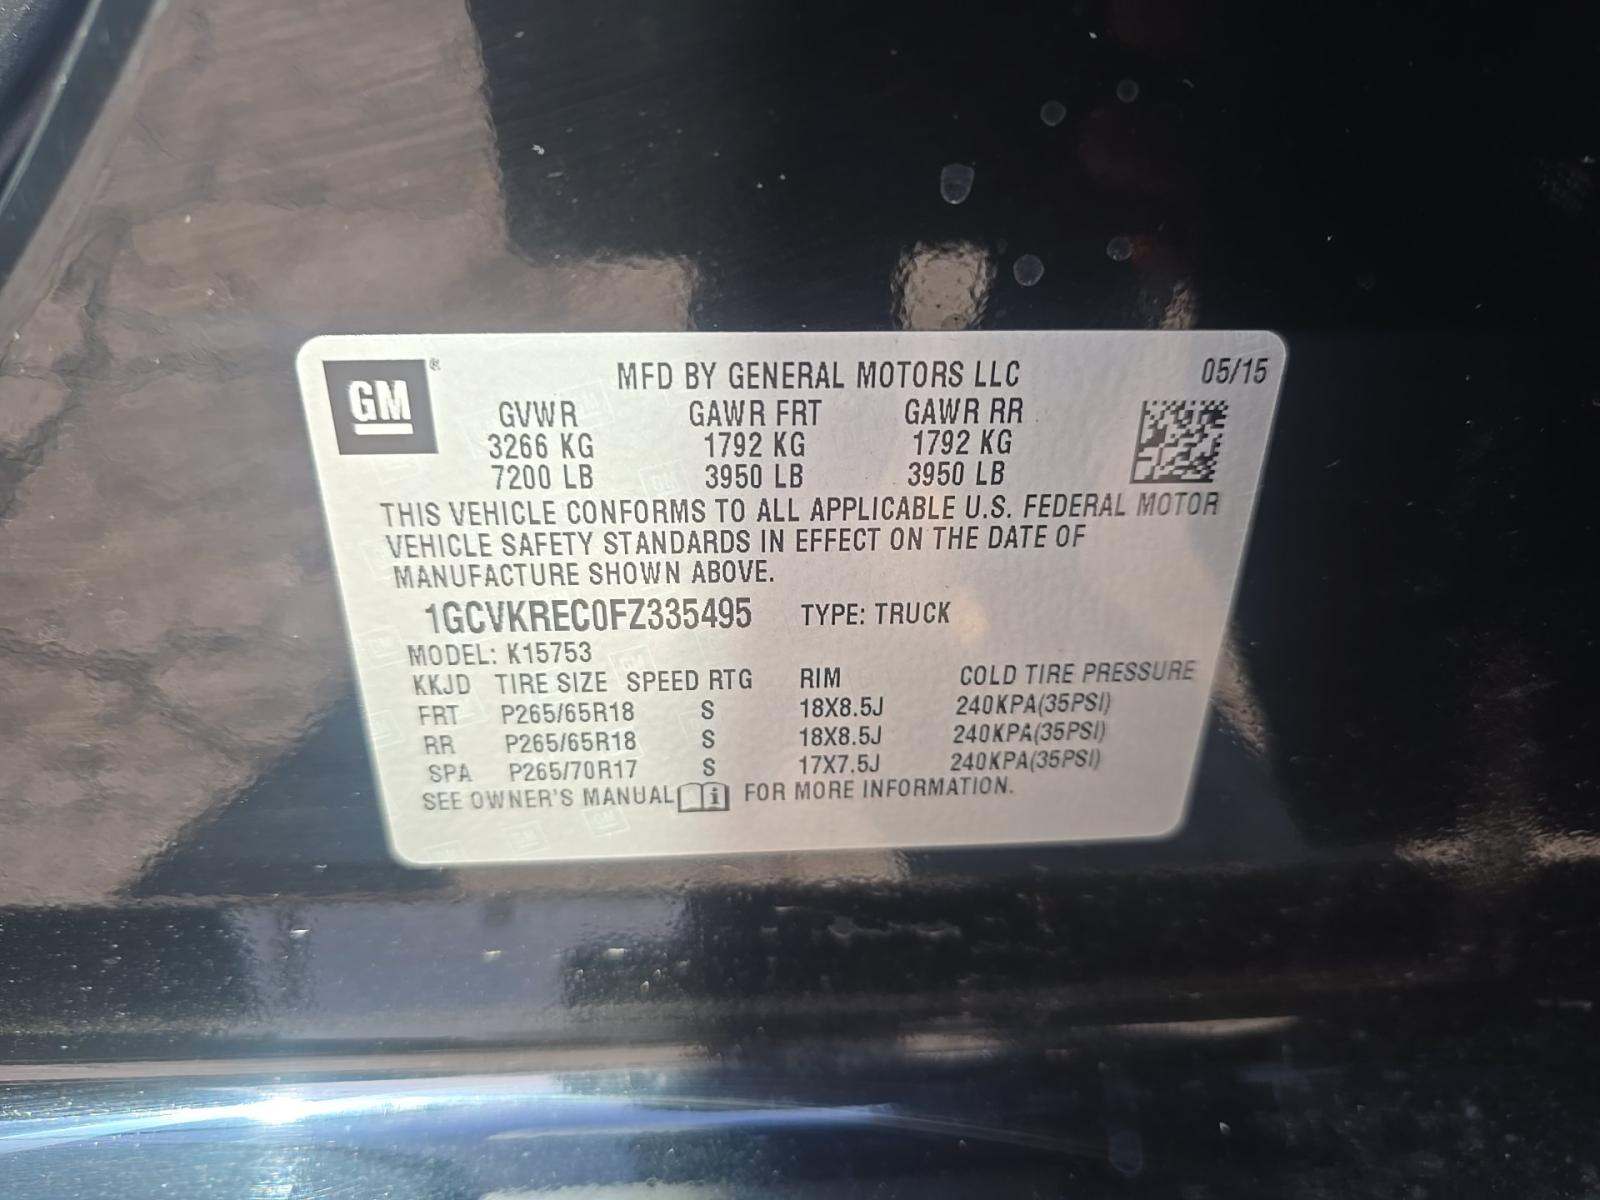 GM ® MFD BY GENERAL MOTORS LLC 05/15
GVWR GAWR FRT GAWR RR
3266 KG 1792 KG 1792 KG
7200 LB 3950 LB 3950 LB
THIS VEHICLE CONFORMS TO ALL APPLICABLE U.S. FEDERAL MOTOR
VEHICLE SAFETY STANDARDS IN EFFECT ON THE DATE OF
MANUFACTURE SHOWN ABOVE.
1GCVKREC0FZ335495 TYPE: TRUCK
MODEL: K15753
KKJD TIRE SIZE SPEED RTG RIM COLD TIRE PRESSURE
FRT P265/65R18 S 18X8.5J 240KPA(35PSI)
RR P265/65R18 S 18X8.5J 240KPA(35PSI)
SPA P265/70R17 S 17X7.5J 240KPA(35PSI)
SEE OWNER'S MANUAL i FOR MORE INFORMATION.